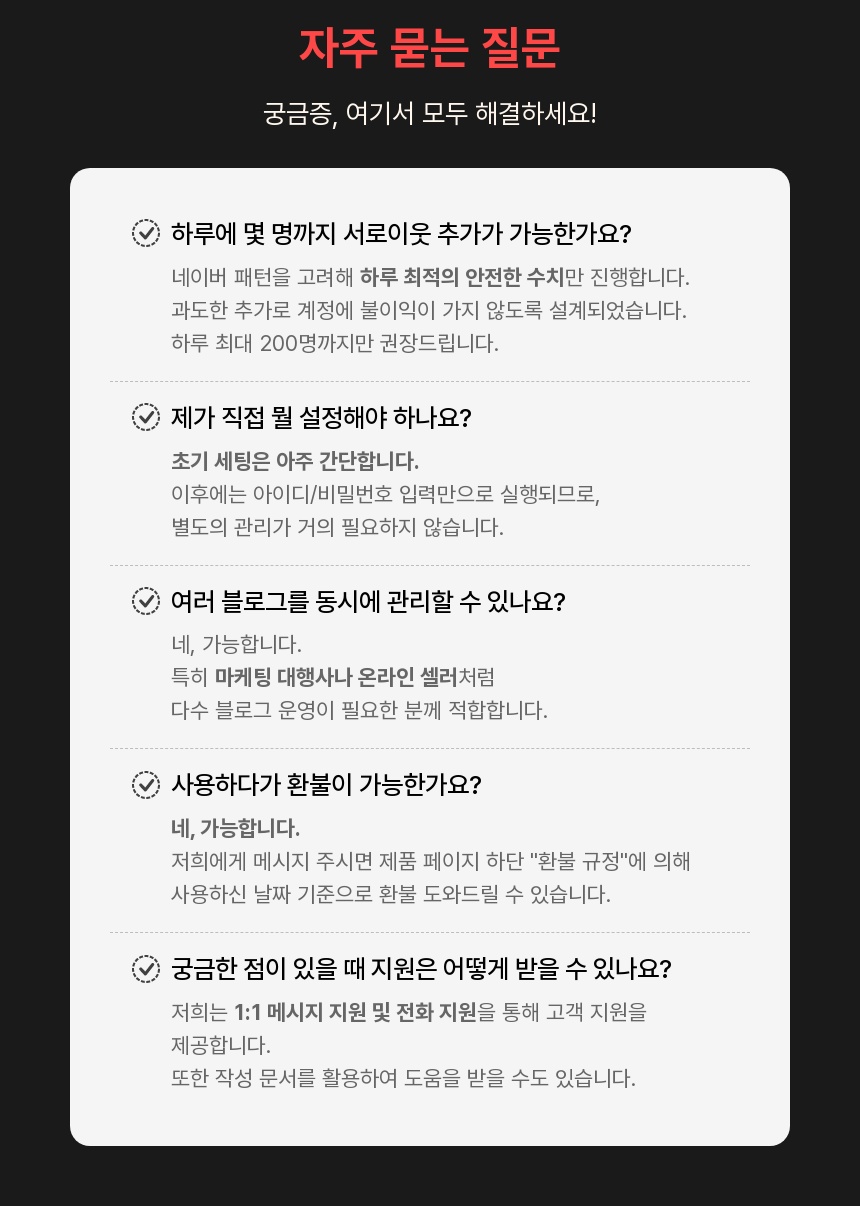 자주 묻는 질문
궁금증, 여기서 모두 해결하세요!
하루에 몇 명까지 서로이웃 추가가 가능한가요?
네이버 패턴을 고려해 하루 최적의 안전한 수치만 진행합니다.
과도한 추가로 계정에 불이익이 가지 않도록 설계되었습니다.
하루 최대 200명까지만 권장드립니다.
제가 직접 뭘 설정해야 하나요?
초기 세팅은 아주 간단합니다.
이후에는 아이디/비밀번호 입력만으로 실행되므로,
별도의 관리가 거의 필요하지 않습니다.
여러 블로그를 동시에 관리할 수 있나요?
네, 가능합니다.
특히 마케팅 대행사나 온라인 셀러처럼
다수 블로그 운영이 필요한 분께 적합합니다.
사용하다가 환불이 가능한가요?
네, 가능합니다.
저희에게 메시지 주시면 제품 페이지 하단 "환불 규정"에 의해
사용하신 날짜 기준으로 환불 도와드릴 수 있습니다.
궁금한 점이 있을 때 지원은 어떻게 받을 수 있나요?
저희는 1:1 메시지 지원 및 전화 지원을 통해 고객 지원을
제공합니다.
또한 작성 문서를 활용하여 도움을 받을 수도 있습니다.